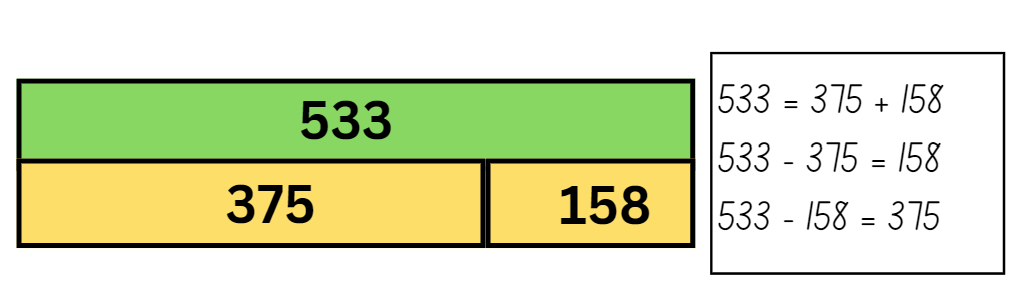 533
375 158
533 = 375 + 158
533 - 375 = 158
533 - 158 = 375